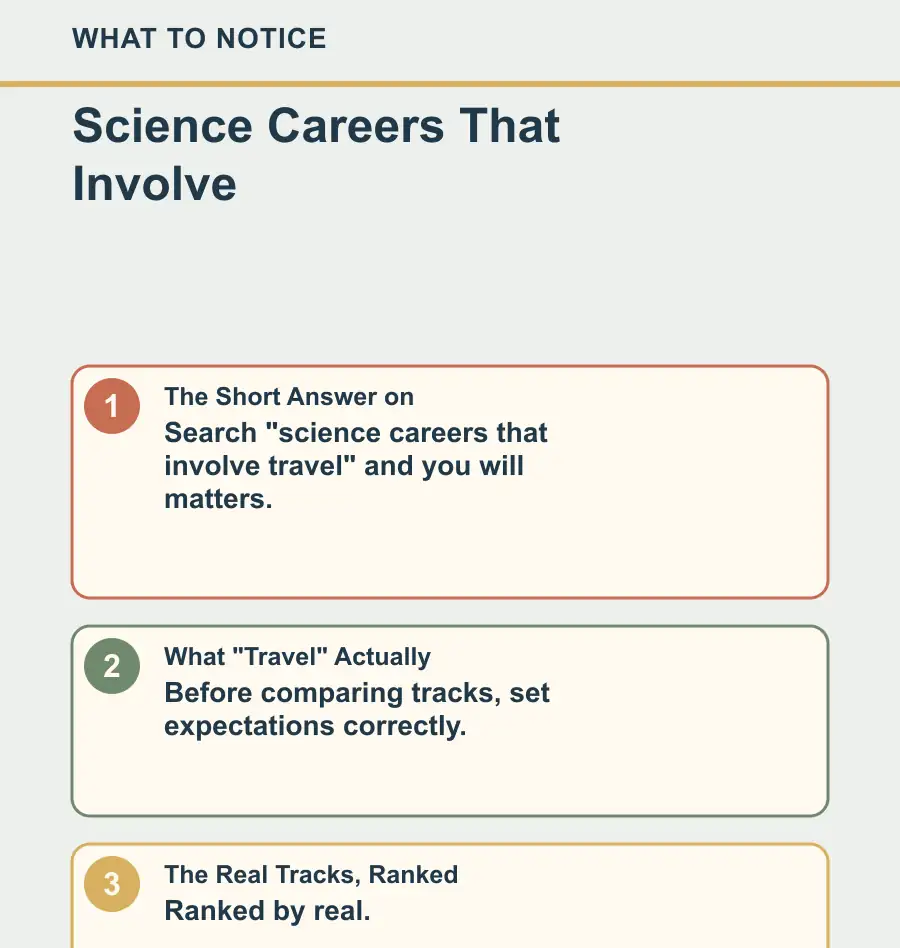 WHAT TO NOTICE
Science Careers That
Involve
1
The Short Answer on
Search "science careers that
involve travel" and you will
matters.
2
What "Travel" Actually
Before comparing tracks, set
expectations correctly.
3
The Real Tracks, Ranked
Ranked by real.